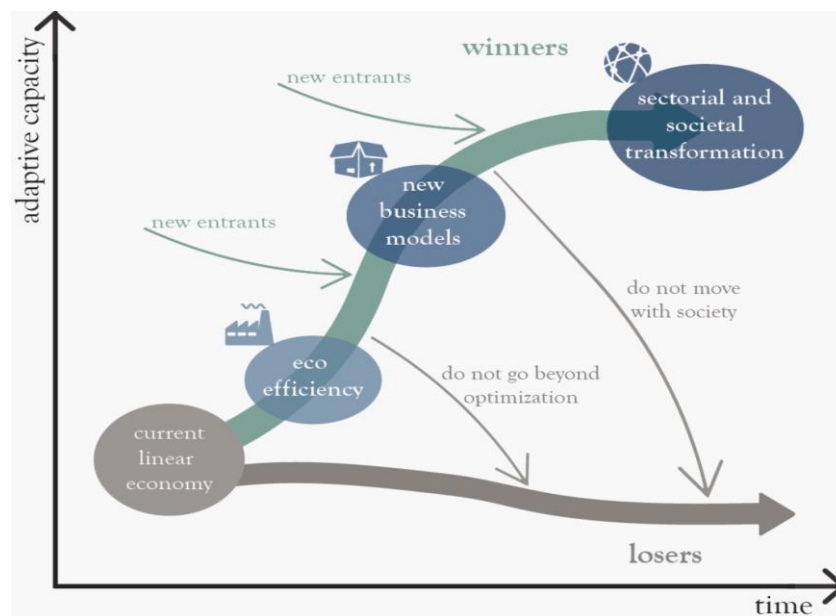 winners
new entrants
sectorial and
societal
transformation
adaptive capacity
new
business
models
new entrants
do not move
with society
eco
efficiency
do not go beyond
optimization
current
linear
economy
losers
time